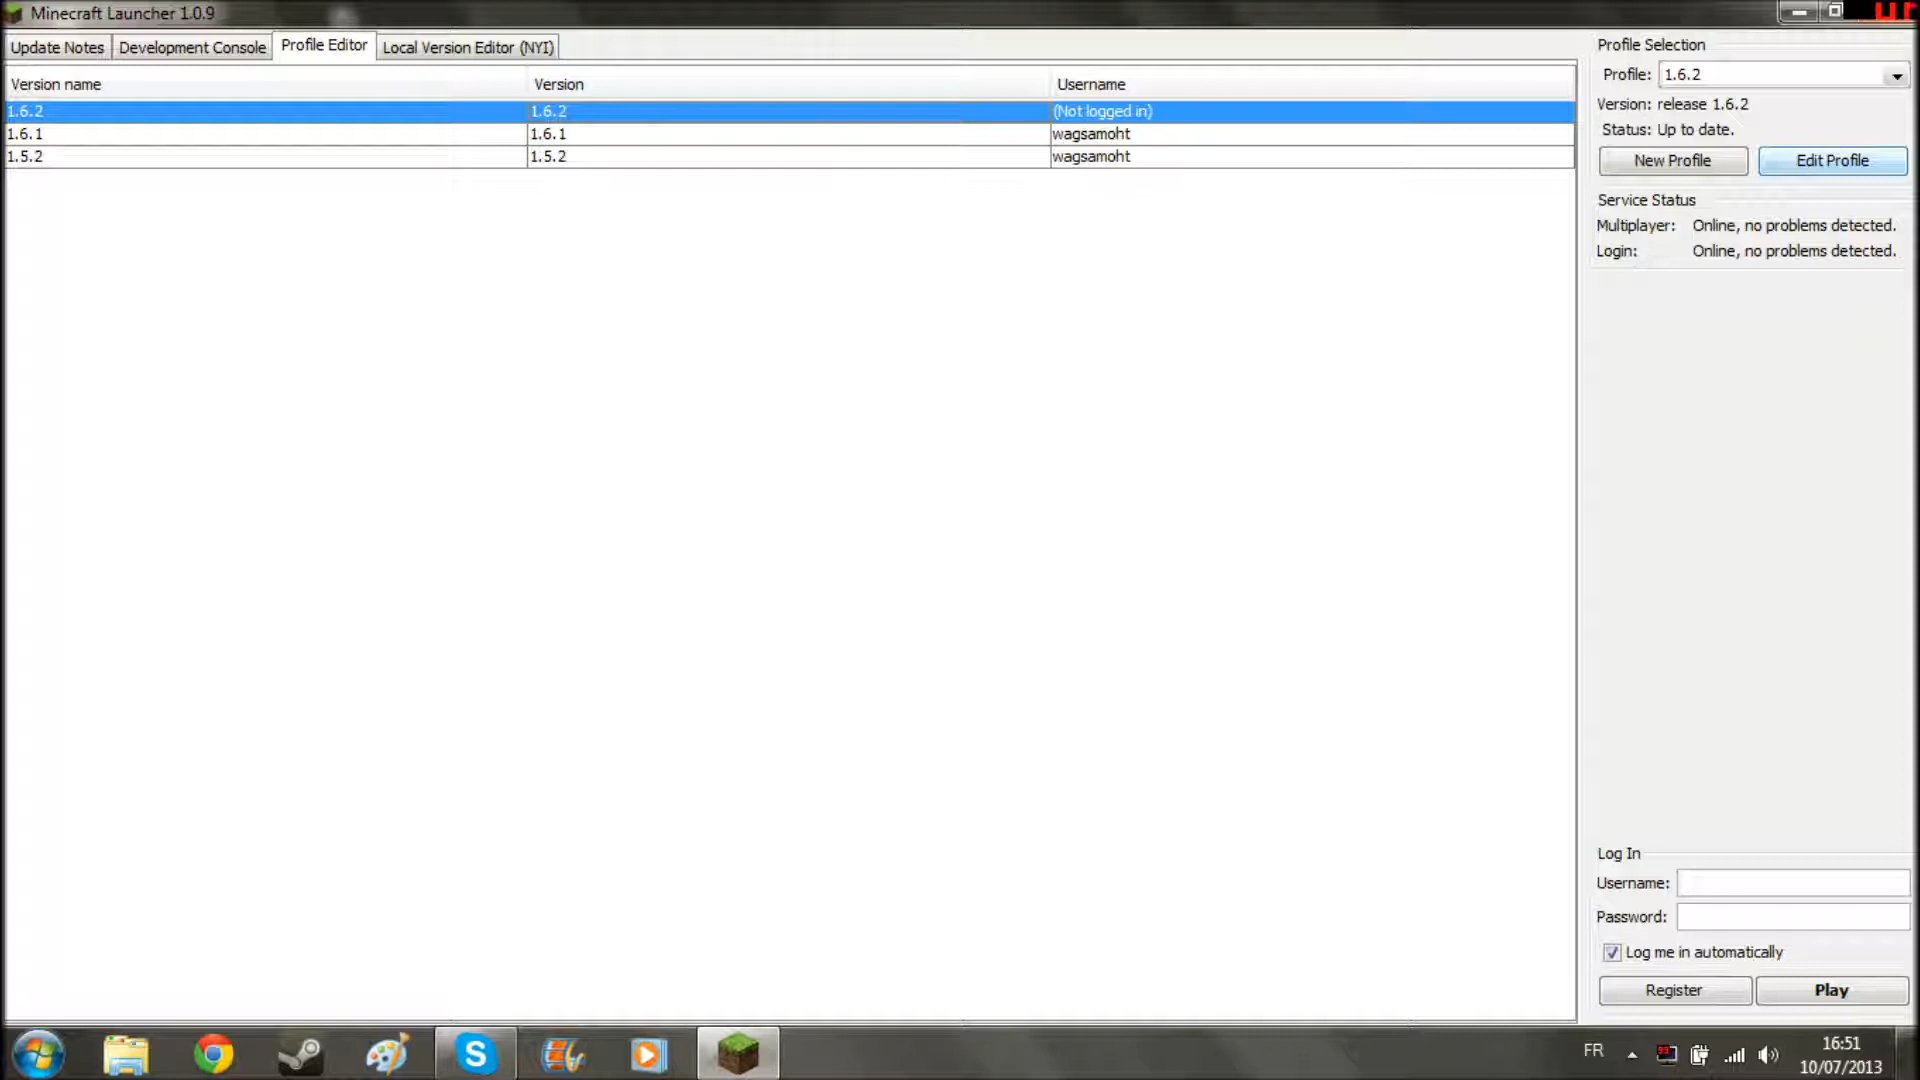 Minecraft Launcher 1.0.9
Update Notes Development Console Profile Editor Local Version Editor (NYI)
Version name Version Username
1.6.2 1.6.2 (Not logged in)
1.6.1 1.6.1 wagsamoht
1.5.2 1.5.2 wagsamoht
Profile Selection
Profile: 1.6.2
Version: release 1.6.2
Status: Up to date.
New Profile Edit Profile
Service Status
Multiplayer: Online, no problems detected.
Login: Online, no problems detected.
Log In
Username:
Password:
Log me in automatically
Register Play
FR
16:51
10/07/2013